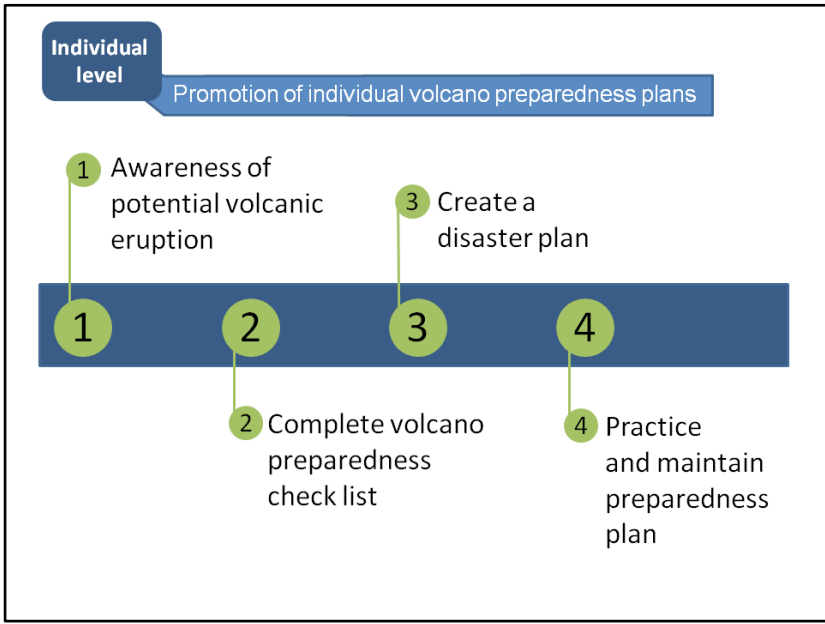 Individual
level
Promotion of individual volcano preparedness plans
1 Awareness of
potential volcanic
eruption
3 Create a
disaster plan
1 2 3 4
2 Complete volcano
preparedness
check list
4 Practice
and maintain
preparedness
plan